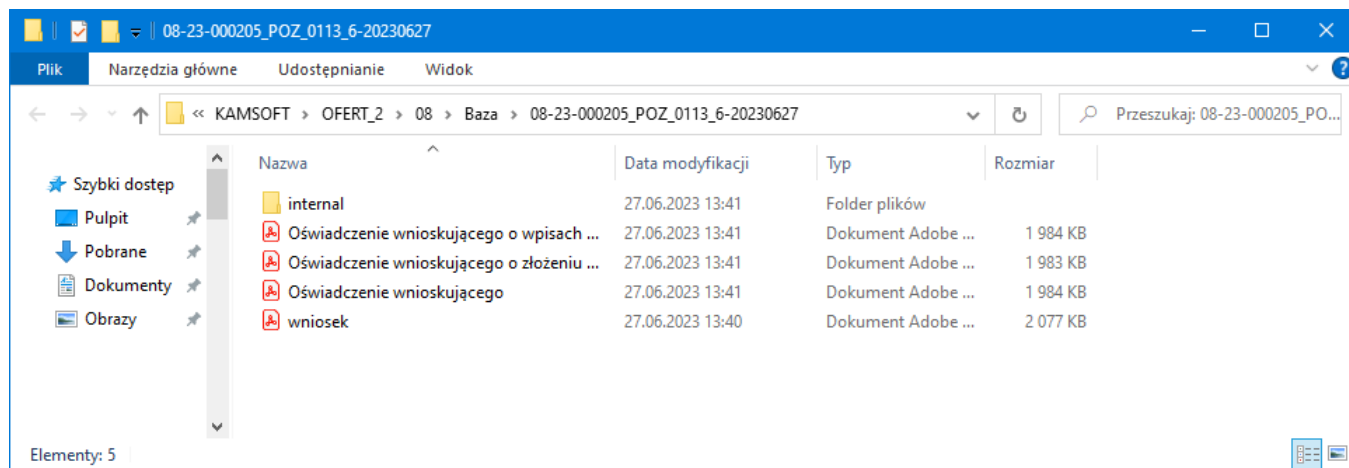 08-23-000205_POZ_0113_6-20230627
Plik Narzędzia główne Udostępnianie Widok
« KAMSOFT › OFERT_2 › 08 › Baza › 08-23-000205_POZ_0113_6-20230627 Przeszukaj: 08-23-000205_PO...
Szybki dostęp
Pulpit
Pobrane
Dokumenty
Obrazy
Nazwa Data modyfikacji Typ Rozmiar
internal 27.06.2023 13:41 Folder plików
Oświadczenie wnioskującego o wpisach ... 27.06.2023 13:41 Dokument Adobe ... 1 984 KB
Oświadczenie wnioskującego o złożeniu ... 27.06.2023 13:41 Dokument Adobe ... 1 983 KB
Oświadczenie wnioskującego 27.06.2023 13:41 Dokument Adobe ... 1 984 KB
wniosek 27.06.2023 13:40 Dokument Adobe ... 2 077 KB
Elementy: 5